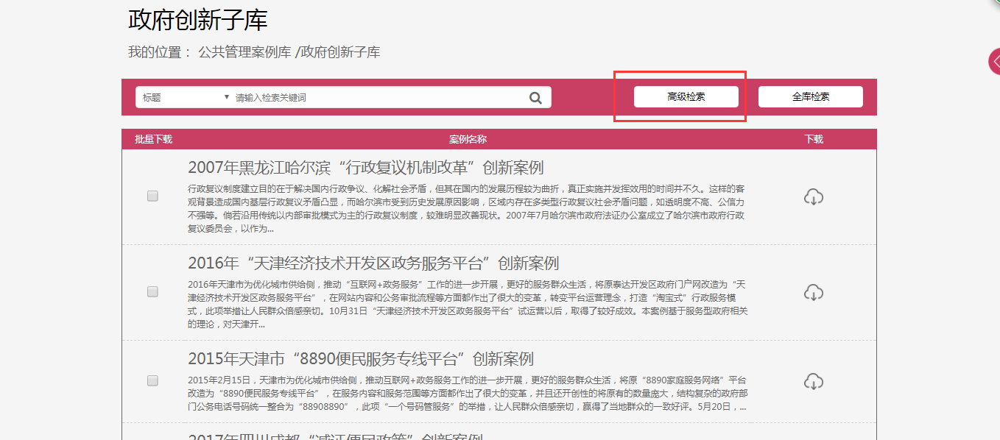 政府创新子库
我的位置： 公共管理案例库 /政府创新子库
标题 ▼ 请输入检索关键词 高级检索 全库检索
批量下载 案例名称 下载
2007年黑龙江哈尔滨“行政复议机制改革”创新案例
行政复议制度建立目的在于解决国内行政争议、化解社会矛盾，但其在国内的发展历程较为曲折，真正实施并发挥效用的时间并不久。这样的客
观背景造成国内基层行政复议矛盾凸显，而哈尔滨市受到历史发展原因影响，区域内存在多类型行政复议社会矛盾问题，如透明度不高、公信力
不强等。倘若沿用传统以内部审批模式为主的行政复议制度，较难明显改善现状。2007年7月哈尔滨市政府法证办公室成立了哈尔滨市政府行政
复议委员会，以作为...
2016年“天津经济技术开发区政务服务平台”创新案例
2016年天津市为优化城市供给侧，推动“互联网+政务服务”工作的进一步开展，更好的服务群众生活，将原泰达开发区政府门户网改造为“天
津经济技术开发区政务服务平台”，在网站内容和公务审批流程等方面都作出了很大的变革，转变平台运营理念，打造“淘宝式”行政服务模
式，此项举措让人民群众倍感亲切。10月31日“天津经济技术开发区政务服务平台”试运营以后，取得了较好成效。本案例基于服务型政府相关
的理论，对天津开...
2015年天津市“8890便民服务专线平台”创新案例
2015年2月15日，天津市为优化城市供给侧，推动互联网+政务服务工作的进一步开展，更好的服务群众生活，将原“8890家庭服务网络”平台
改造为“8890便民服务专线平台”，在服务内容和服务范围等方面都作出了很大的变革，并且还开创性的将原有的数量庞大，结构复杂的政府部
门公务电话号码统一整合为“88908890”，此项“一个号码管服务”的举措，让人民群众倍感亲切，赢得了当地群众的一致好评。5月20日，...
2017年四川成都“减证便民政策”创新案例